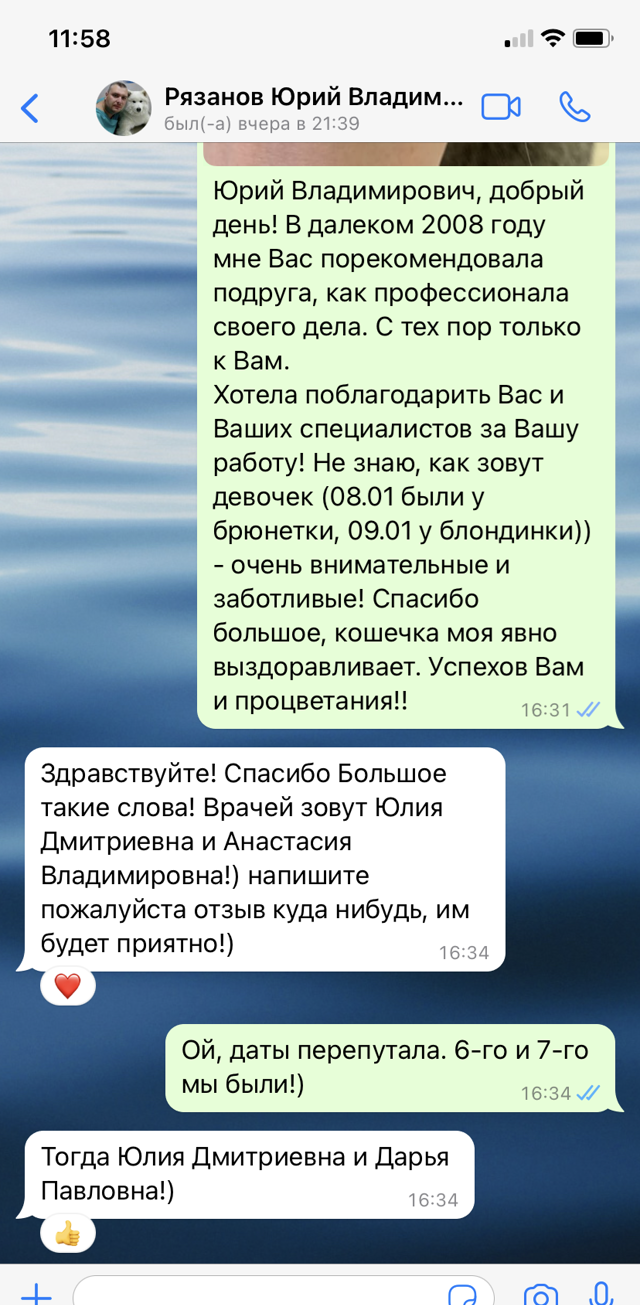 11:58
Рязанов Юрий Владим...
был(-а) вчера в 21:39
Юрий Владимирович, добрый
день! В далеком 2008 году
мне Вас порекомендовала
подруга, как профессионала
своего дела. С тех пор только
к Вам.
Хотела поблагодарить Вас и
Ваших специалистов за Вашу
работу! Не знаю, как зовут
девочек (08.01 были у
брюнетки, 09.01 у блондинки))
- очень внимательные и
заботливые! Спасибо
большое, кошечка моя явно
выздоравливает. Успехов Вам
и процветания!!
16:31
Здравствуйте! Спасибо Большое
такие слова! Врачей зовут Юлия
Дмитриевна и Анастасия
Владимировна!) напишите
пожалуйста отзыв куда нибудь, им
будет приятно!)
16:34
Ой, даты перепутала. 6-го и 7-го
мы были!)
16:34
Тогда Юлия Дмитриевна и Дарья
Павловна!)
16:34